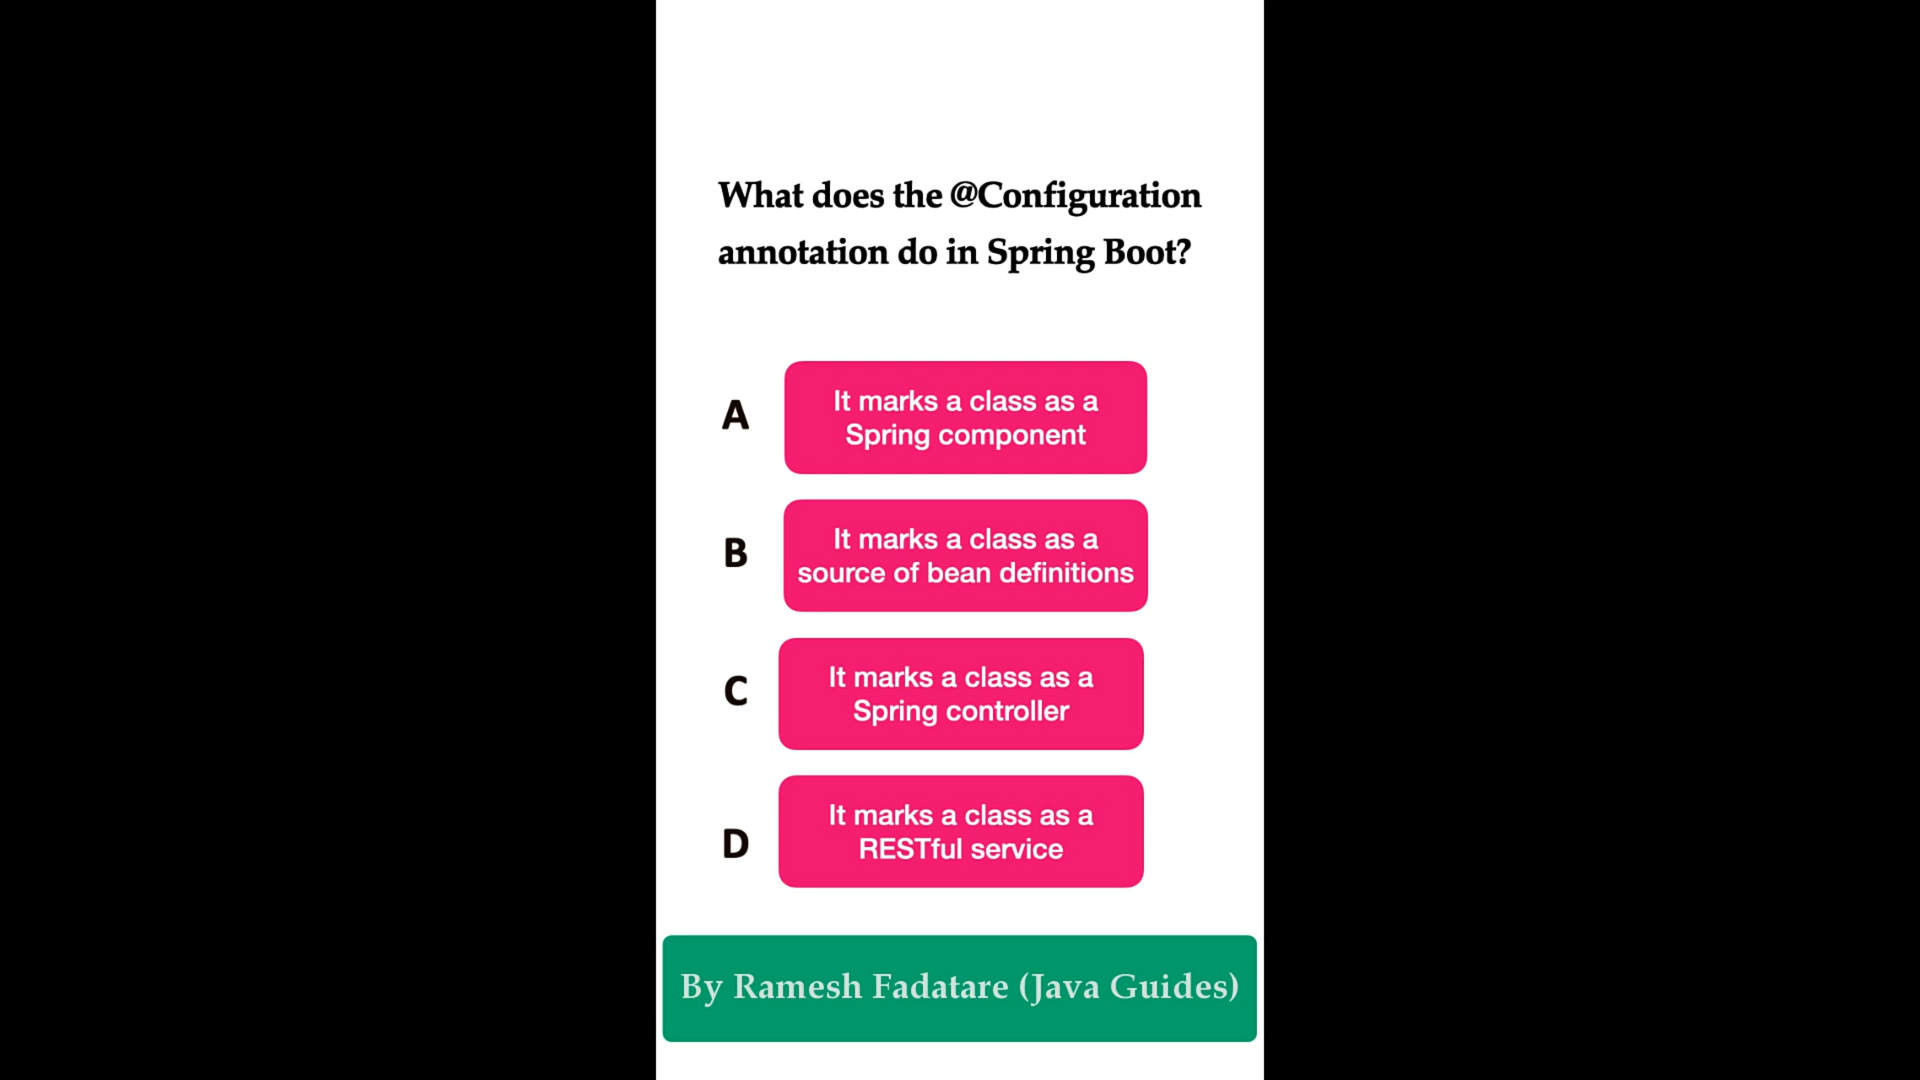 What does the @Configuration
annotation do in Spring Boot?
A
It marks a class as a
Spring component
B
It marks a class as a
source of bean definitions
C
It marks a class as a
Spring controller
D
It marks a class as a
RESTful service
By Ramesh Fadatare (Java Guides)